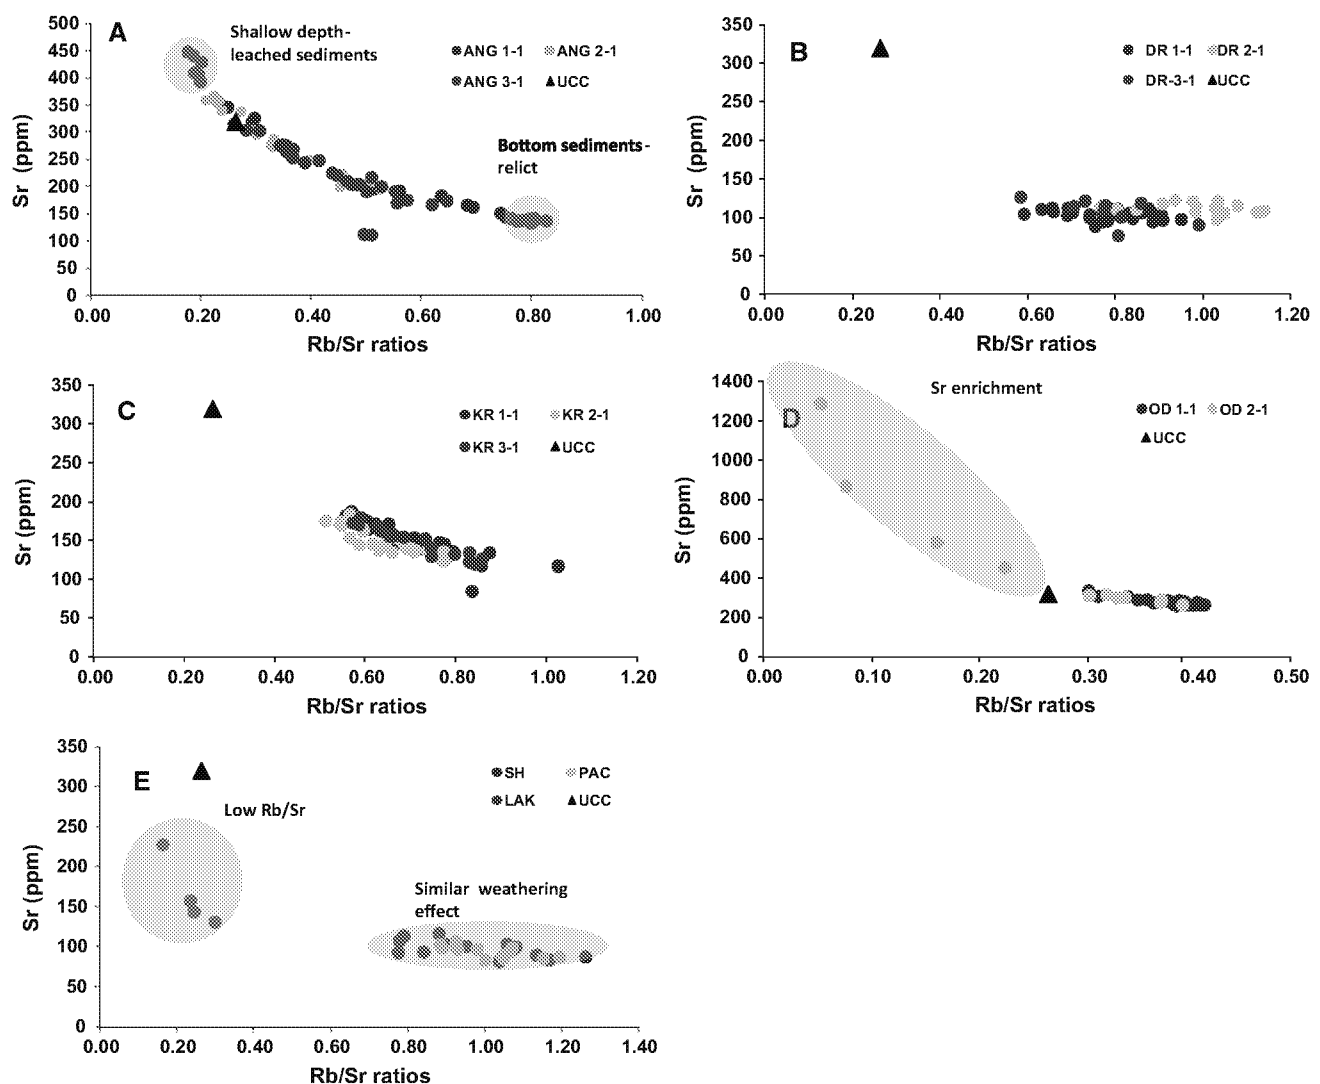 A
Shallow depth-
leached sediments
ANG 1-1 ANG 2-1
ANG 3-1 UCC
Bottom sediments-
relict
500
450
400
350
300
250
200
150
100
50
0
Sr (ppm)
0.00 0.20 0.40 0.60 0.80 1.00
Rb/Sr ratios
B
DR 1-1 DR 2-1
DR-3-1 UCC
350
300
250
200
150
100
50
0
Sr (ppm)
0.00 0.20 0.40 0.60 0.80 1.00 1.20
Rb/Sr ratios
C
KR 1-1 KR 2-1
KR 3-1 UCC
350
300
250
200
150
100
50
0
Sr (ppm)
0.00 0.20 0.40 0.60 0.80 1.00 1.20
Rb/Sr ratios
D
Sr enrichment
OD 1-1 OD 2-1
UCC
1400
1200
1000
800
600
400
200
0
Sr (ppm)
0.00 0.10 0.20 0.30 0.40 0.50
Rb/Sr ratios
E
SH PAC
LAK UCC
Low Rb/Sr
Similar weathering
effect
350
300
250
200
150
100
50
0
Sr (ppm)
0.00 0.20 0.40 0.60 0.80 1.00 1.20 1.40
Rb/Sr ratios